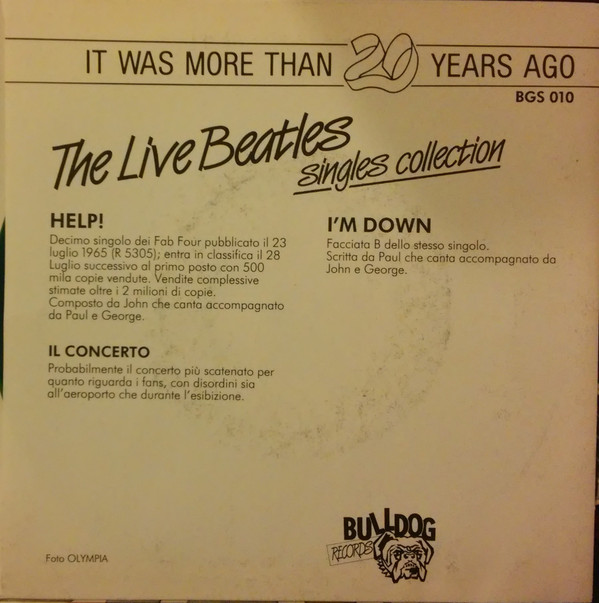 IT WAS MORE THAN 20 YEARS AGO
BGS 010
The Live Beatles
singles collection
HELP!
Decimo singolo dei Fab Four pubblicato il 23
luglio 1965 (R 5305); entra in classifica il 28
Luglio successivo al primo posto con 500
mila copie vendute. Vendite complessive
stimate oltre i 2 milioni di copie.
Composto da John che canta accompagnato
da Paul e George.
I'M DOWN
Facciata B dello stesso singolo.
Scritta da Paul che canta accompagnato da
John e George.
IL CONCERTO
Probabilmente il concerto più scatenato per
quanto riguarda i fans, con disordini sia
all'aeroporto che durante l'esibizione.
BULLDOG
RECORDS
Foto OLYMPIA